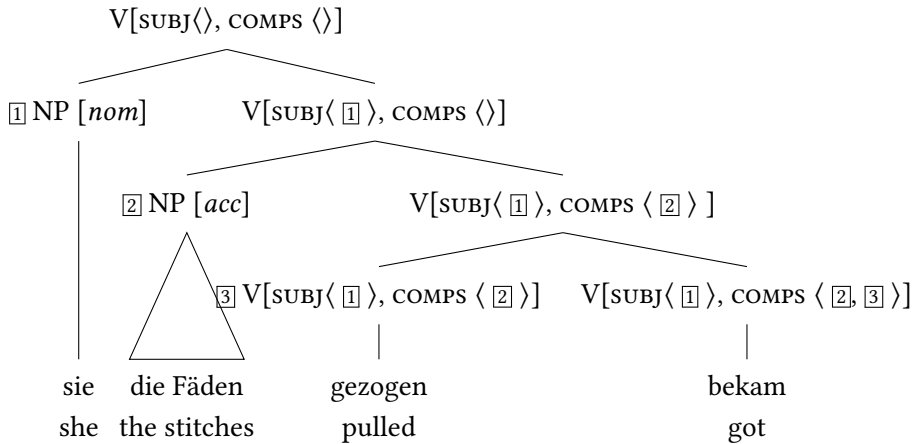 V[SUBJ⟨⟩, COMPS ⟨⟩]
1 NP [nom] V[SUBJ⟨ 1 ⟩, COMPS ⟨⟩]
2 NP [acc] V[SUBJ⟨ 1 ⟩, COMPS ⟨ 2 ⟩ ]
3 V[SUBJ⟨ 1 ⟩, COMPS ⟨ 2 ⟩] V[SUBJ⟨ 1 ⟩, COMPS ⟨ 2, 3 ⟩]
sie die Fäden gezogen bekam
she the stitches pulled got